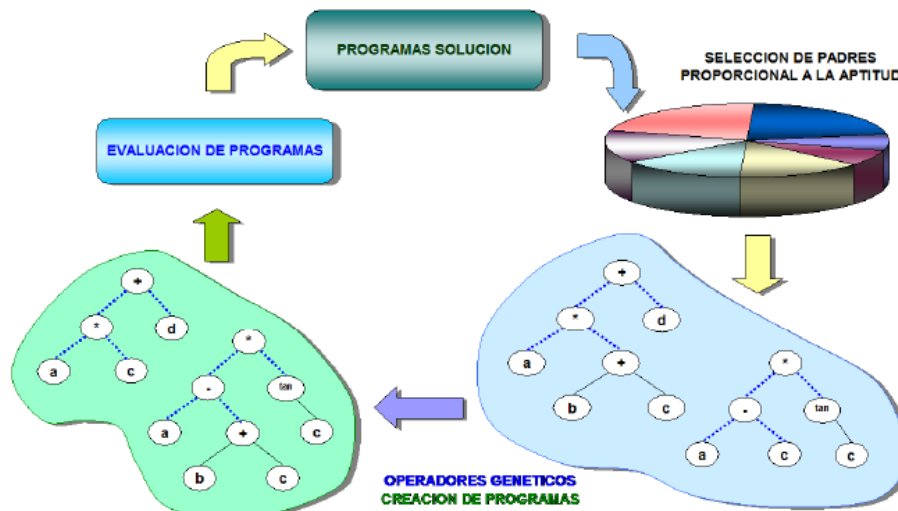 PROGRAMAS SOLUCION
SELECCION DE PADRES
PROPORCIONAL A LA APTITUD
EVALUACION DE PROGRAMAS
+
*
d
a
c
*
-
tan
a
+
c
b
c
+
*
d
a
+
b
c
*
-
tan
a
c
c
OPERADORES GENETICOS
CREACION DE PROGRAMAS